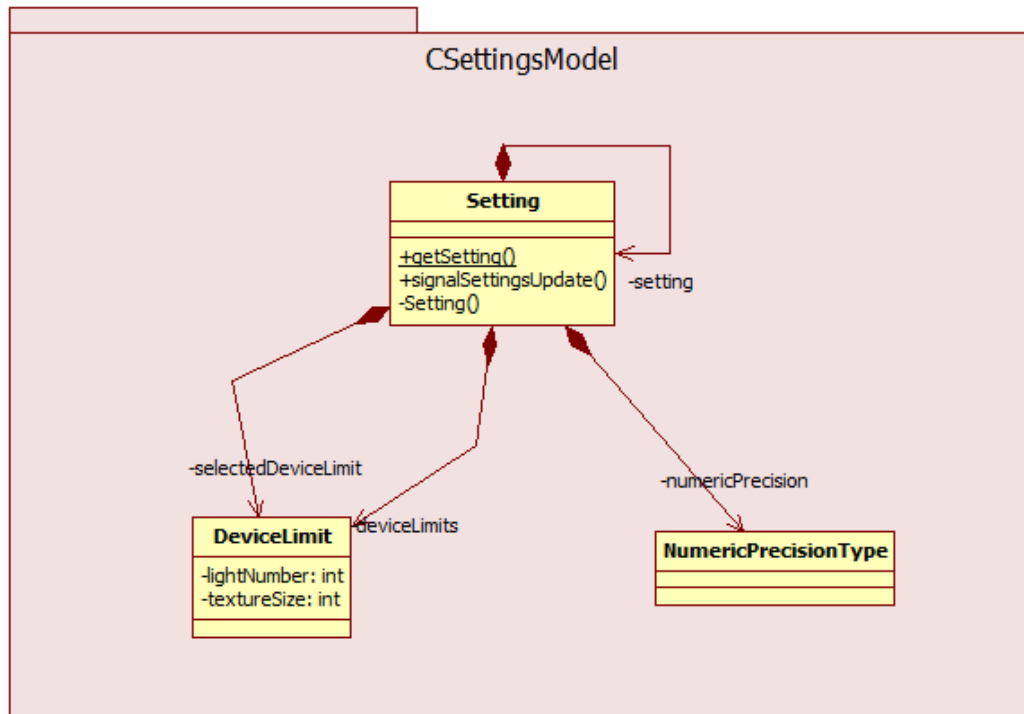 CSettingsModel
Setting
+getSetting()
+signalSettingsUpdate()
-Setting()
-setting
-selectedDeviceLimit
-numericPrecision
-deviceLimits
DeviceLimit
-lightNumber: int
-textureSize: int
NumericPrecisionType